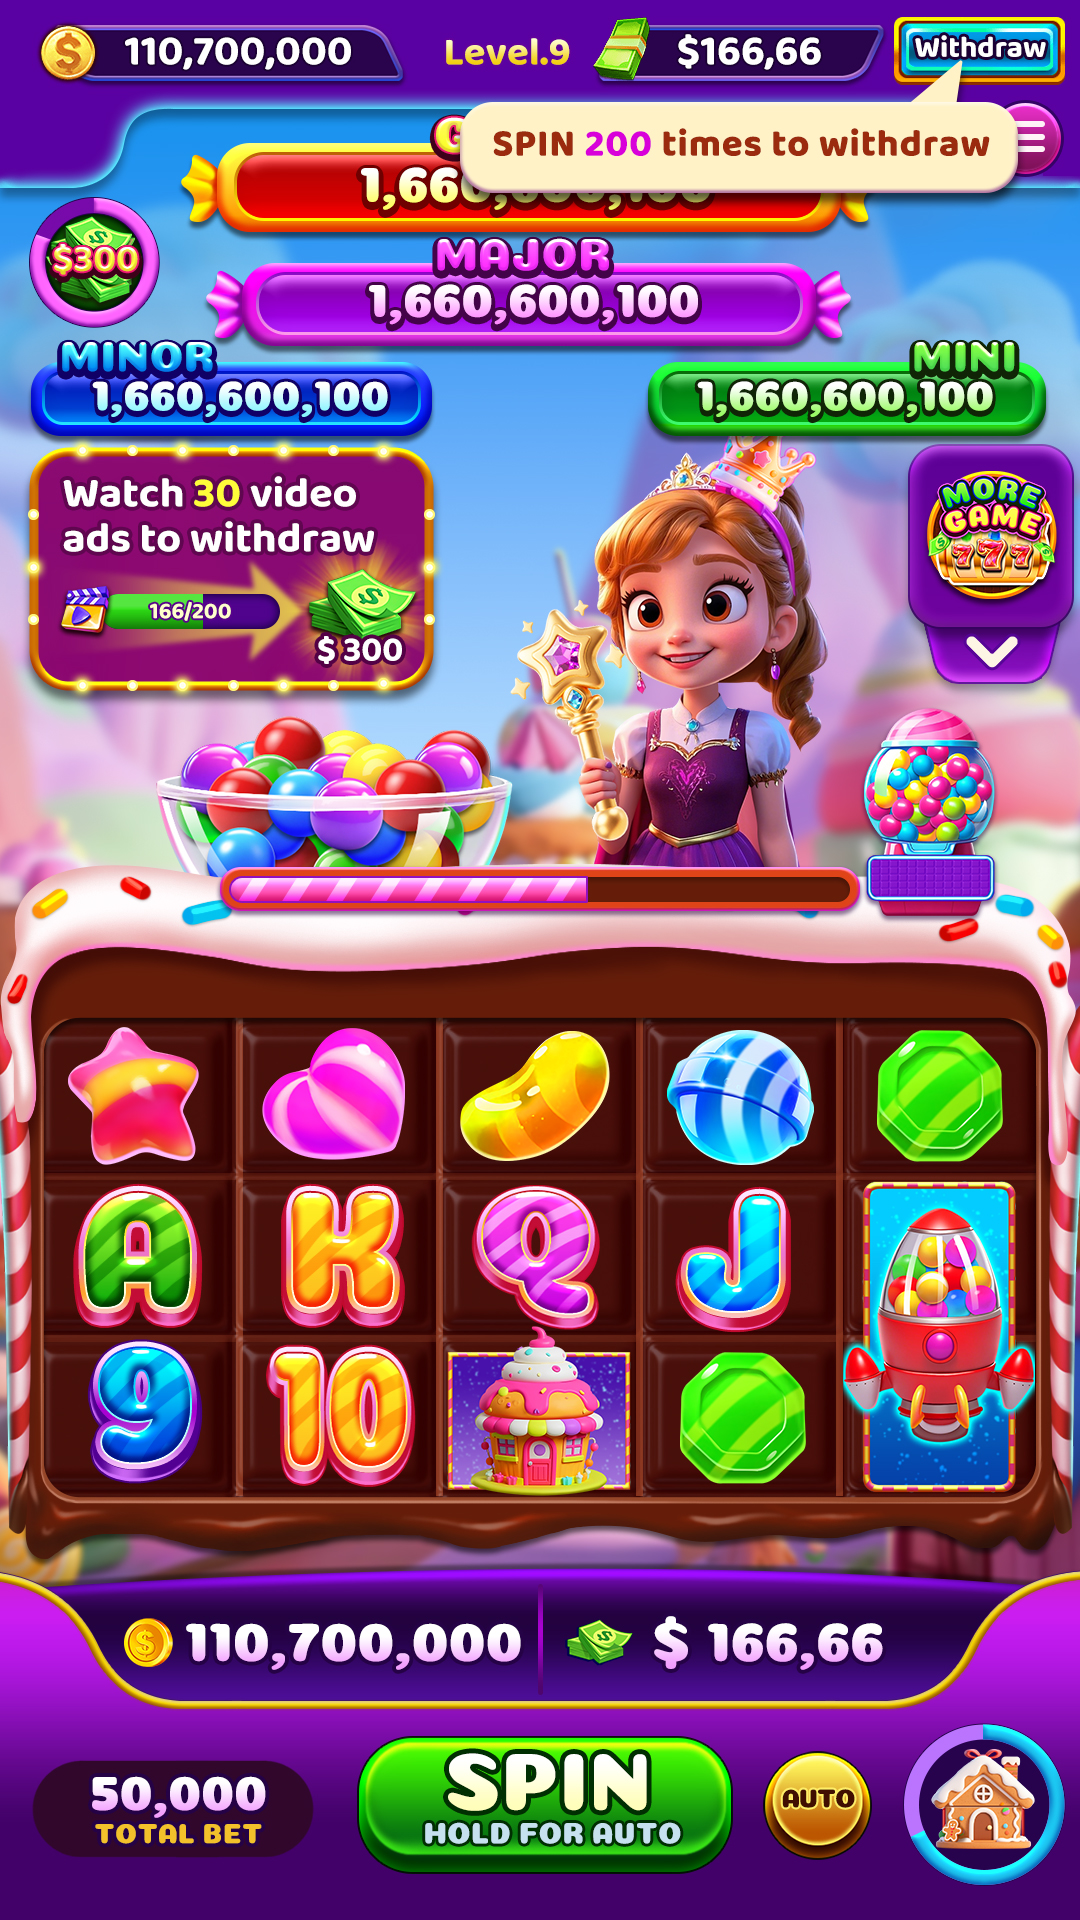 110,700,000
Level.9
$166,66
Withdraw
SPIN 200 times to withdraw
$300
MAJOR
1,660,600,100
MINOR
1,660,600,100
MINI
1,660,600,100
Watch 30 video
ads to withdraw
166/200
$ 300
MORE
GAME
777
A K Q J
9 10
110,700,000
$ 166,66
50,000
TOTAL BET
SPIN
HOLD FOR AUTO
AUTO